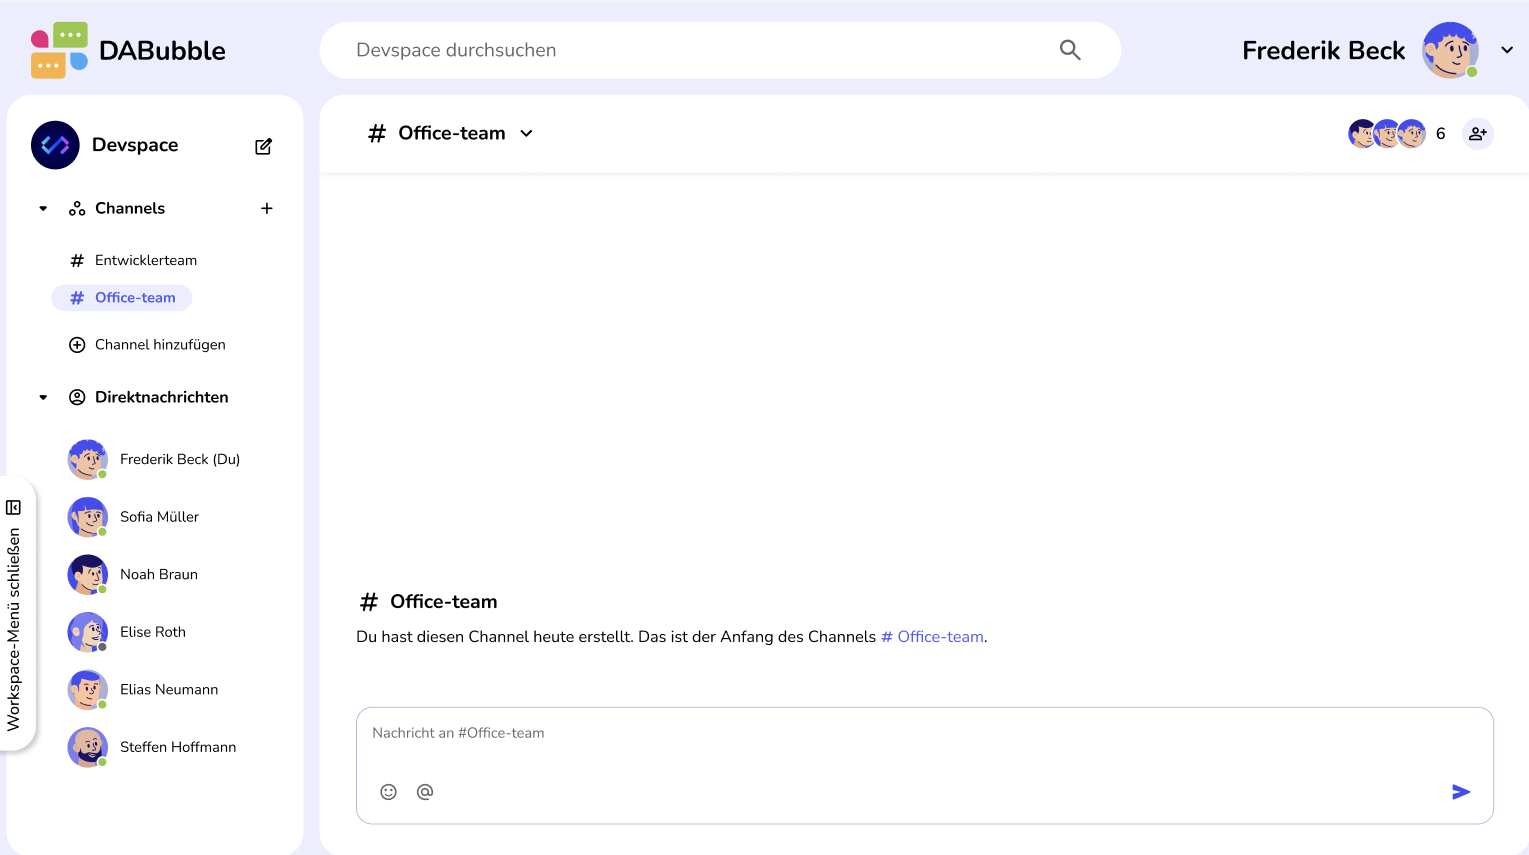 DABubble
Devspace durchsuchen
Frederik Beck
Devspace
Channels
# Entwicklerteam
# Office-team
Channel hinzufügen
Direktnachrichten
Frederik Beck (Du)
Sofia Müller
Noah Braun
Elise Roth
Elias Neumann
Steffen Hoffmann
Workspace-Menü schließen
# Office-team
6
# Office-team
Du hast diesen Channel heute erstellt. Das ist der Anfang des Channels # Office-team.
Nachricht an #Office-team
@